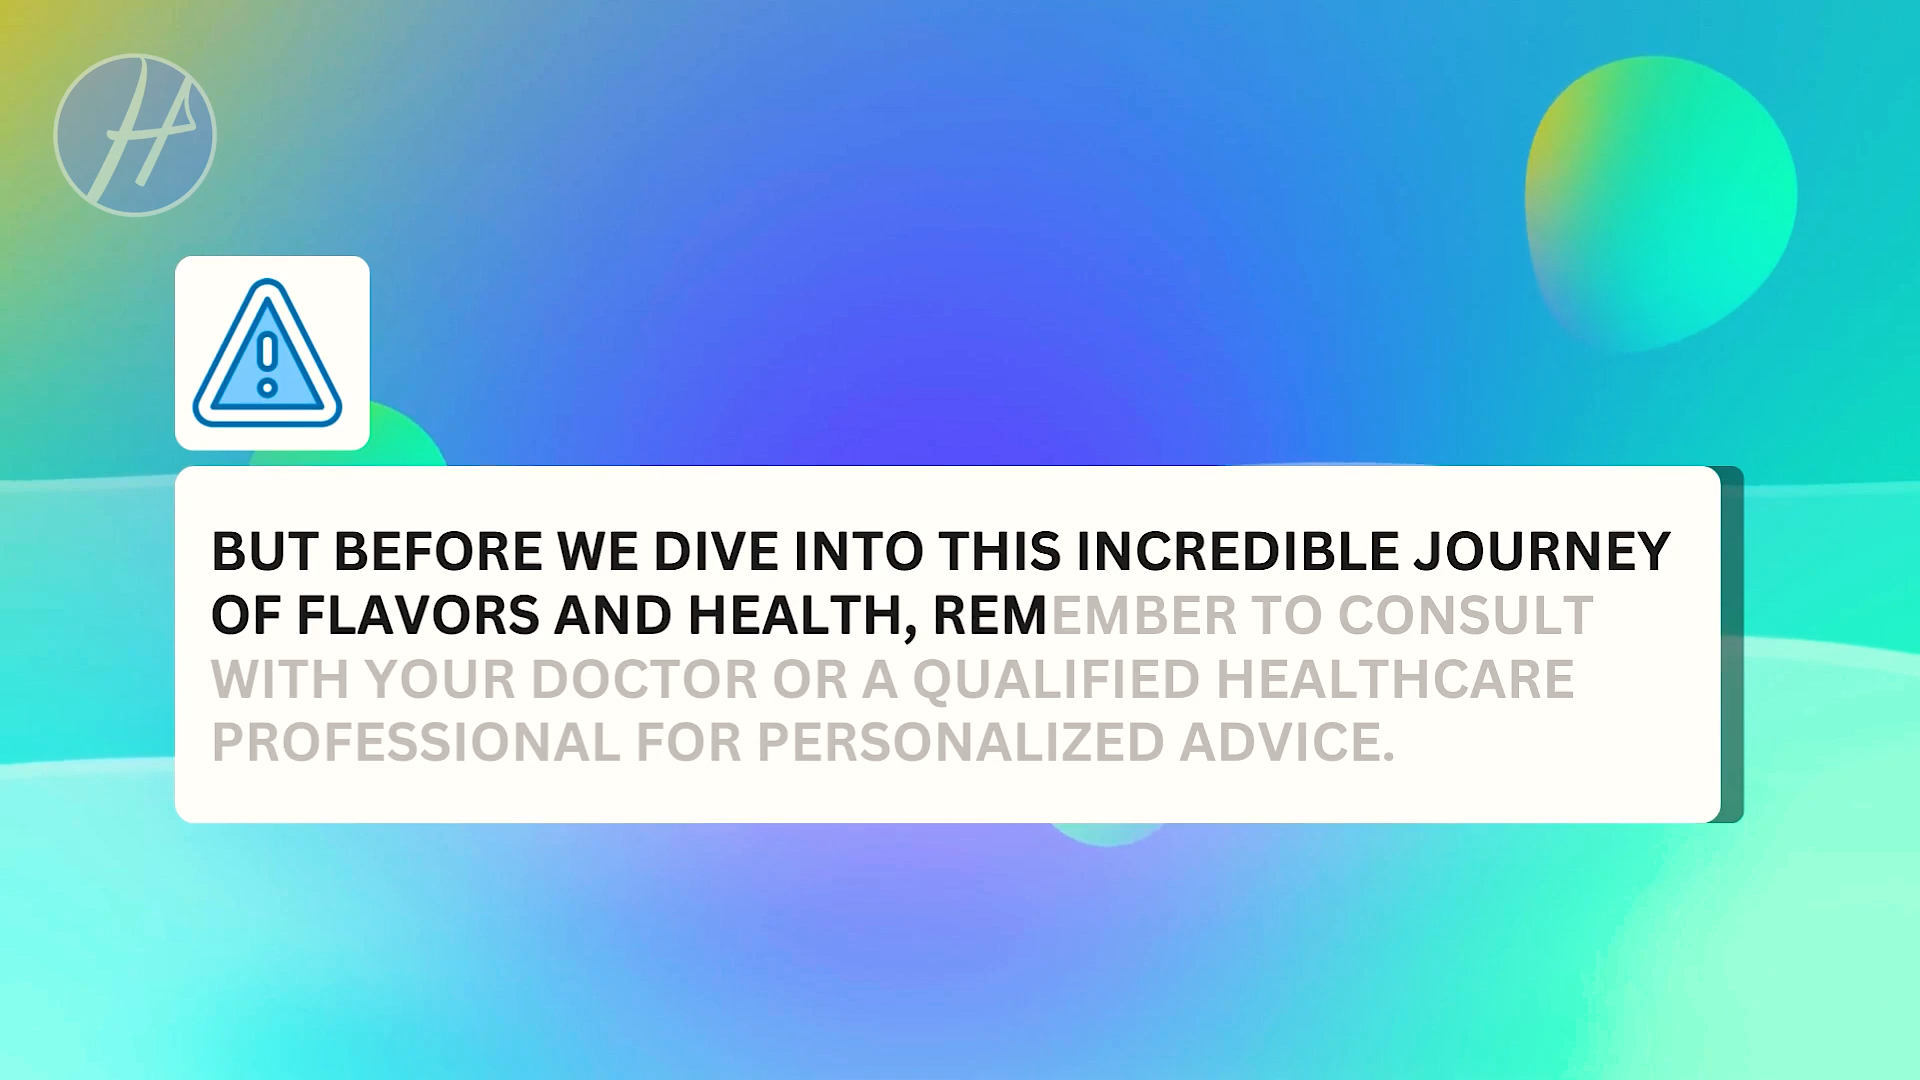 H
BUT BEFORE WE DIVE INTO THIS INCREDIBLE JOURNEY
OF FLAVORS AND HEALTH, REMEMBER TO CONSULT
WITH YOUR DOCTOR OR A QUALIFIED HEALTHCARE
PROFESSIONAL FOR PERSONALIZED ADVICE.